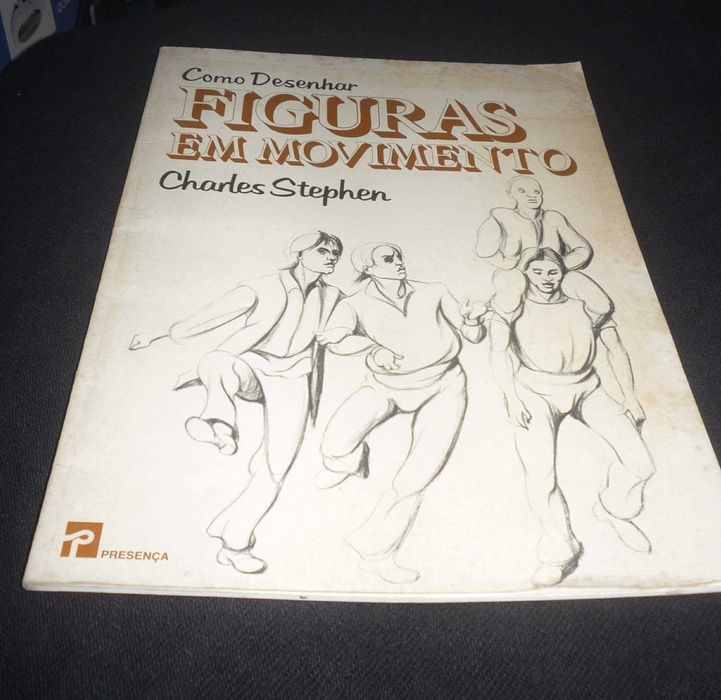 Como Desenhar
FIGURAS
EM MOVIMENTO
Charles Stephen
PRESENÇA